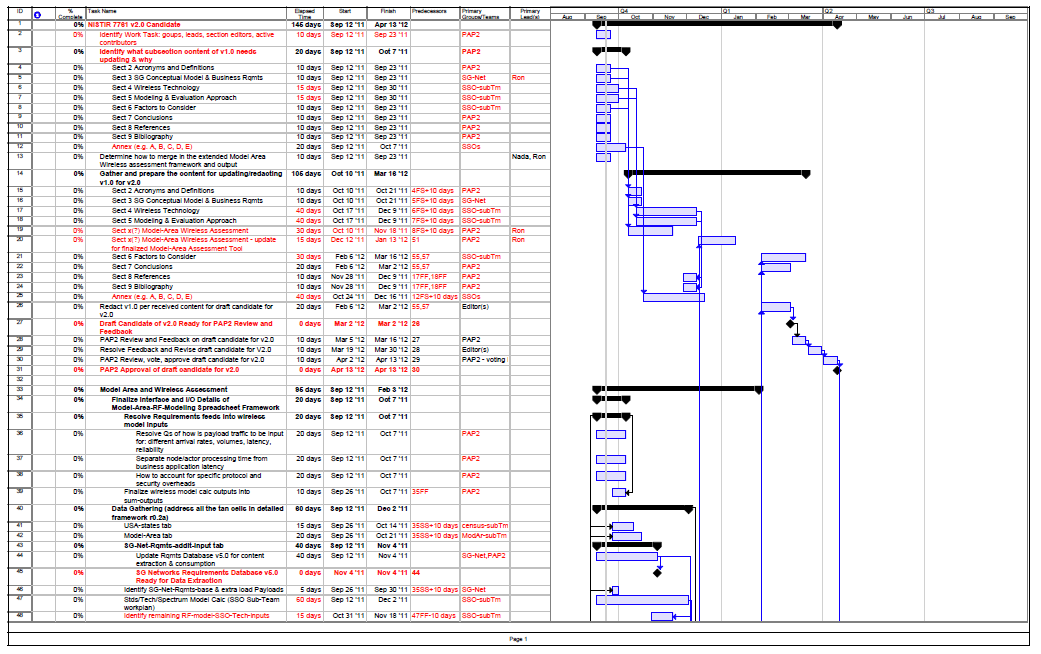 ID % Complete Task Name Elapsed Time Start Finish Predecessors Primary Groups/Teams Primary Lead(s) Q4 Q1 Q2 Q3
Aug Sep Oct Nov Dec Jan Feb Mar Apr May Jun Jul Aug Sep
1 0% NISTIR 7761 v2.0 Candidate 145 days Sep 12 '11 Apr 13 '12
2 0% Identify Work Task: goups, leads, section editors, active 10 days Sep 12 '11 Sep 23 '11 PAP2
contributors
3 0% Identify what subsection content of v1.0 needs 20 days Sep 12 '11 Oct 7 '11 PAP2
updating & why
4 0% Sect 2 Acronyms and Definitions 10 days Sep 12 '11 Sep 23 '11 PAP2
5 0% Sect 3 SG Conceptual Model & Business Rqmts 10 days Sep 12 '11 Sep 23 '11 SG-Net Ron
6 0% Sect 4 Wireless Technology 15 days Sep 12 '11 Sep 30 '11 SSO-subTm
7 0% Sect 5 Modeling & Evaluation Approach 15 days Sep 12 '11 Sep 30 '11 SSO-subTm
8 0% Sect 6 Factors to Consider 10 days Sep 12 '11 Sep 23 '11 SSO-subTm
9 0% Sect 7 Conclusions 10 days Sep 12 '11 Sep 23 '11 PAP2
10 0% Sect 8 References 10 days Sep 12 '11 Sep 23 '11 PAP2
11 0% Sect 9 Bibliography 10 days Sep 12 '11 Sep 23 '11 PAP2
12 0% Annex (e.g. A, B, C, D, E) 20 days Sep 12 '11 Oct 7 '11 SSOs
13 0% Determine how to merge in the extended Model Area 10 days Sep 12 '11 Sep 23 '11 Nada, Ron
Wireless assessment framework and output
14 0% Gather and prepare the content for updating/redacting 105 days Oct 10 '11 Mar 16 '12
v1.0 for v2.0
15 0% Sect 2 Acronyms and Definitions 10 days Oct 10 '11 Oct 21 '11 4FS+10 days PAP2
16 0% Sect 3 SG Conceptual Model & Business Rqmts 10 days Oct 10 '11 Oct 21 '11 5FS+10 days SG-Net
17 0% Sect 4 Wireless Technology 40 days Oct 17 '11 Dec 9 '11 6FS+10 days SSO-subTm
18 0% Sect 5 Modeling & Evaluation Approach 40 days Oct 17 '11 Dec 9 '11 7FS+10 days SSO-subTm
19 0% Sect x(?) Model-Area Wireless Assessment 30 days Oct 10 '11 Nov 18 '11 8FS+10 days PAP2 Ron
20 0% Sect x(?) Model-Area Wireless Assessment - update 15 days Dec 12 '11 Jan 13 '12 51 PAP2 Ron
for finalized Model-Area Assessment Tool
21 0% Sect 6 Factors to Consider 30 days Feb 6 '12 Mar 16 '12 55,57 SSO-subTm
22 0% Sect 7 Conclusions 20 days Feb 6 '12 Mar 2 '12 55,57 PAP2
23 0% Sect 8 References 10 days Nov 28 '11 Dec 9 '11 17FF,18FF PAP2
24 0% Sect 9 Bibliography 10 days Nov 28 '11 Dec 9 '11 17FF,18FF PAP2
25 0% Annex (e.g. A, B, C, D, E) 40 days Oct 24 '11 Dec 16 '11 12FS+10 days SSOs
26 0% Redact v1.0 per received content for draft candidate for 20 days Feb 6 '12 Mar 2 '12 55,57 Editor(s)
v2.0
27 0% Draft Candidate of v2.0 Ready for PAP2 Review and 0 days Mar 2 '12 Mar 2 '12 26
Feedback
28 0% PAP2 Review and Feedback on draft candidate for v2.0 10 days Mar 5 '12 Mar 16 '12 27 PAP2
29 0% Resolve Feedback and Revise draft candidate for V2.0 10 days Mar 19 '12 Mar 30 '12 28 Editor(s)
30 0% PAP2 Review, vote, approve draft candidate for v2.0 10 days Apr 2 '12 Apr 13 '12 29 PAP2 - voting
31 0% PAP2 Approval of draft candidate for v2.0 0 days Apr 13 '12 Apr 13 '12 30
32
33 0% Model Area and Wireless Assessment 95 days Sep 12 '11 Feb 3 '12
34 0% Finalize Interface and I/O Details of 20 days Sep 12 '11 Oct 7 '11
Model-Area-RF-Modeling Spreadsheet Framework
35 0% Resolve Requirements feeds into wireless 20 days Sep 12 '11 Oct 7 '11
model inputs
36 0% Resolve Qs of how is payload traffic to be input 20 days Sep 12 '11 Oct 7 '11 PAP2
for: different arrival rates, volumes, latency,
reliability
37 0% Separate node/actor processing time from 20 days Sep 12 '11 Oct 7 '11 PAP2
business application latency
38 0% How to account for specific protocol and 20 days Sep 12 '11 Oct 7 '11 PAP2
security overheads
39 0% Finalize wireless model calc outputs into 10 days Sep 26 '11 Oct 7 '11 35FF PAP2
sum-outputs
40 0% Data Gathering (address all the tan cells in detailed 60 days Sep 12 '11 Dec 2 '11
framework r0.2a)
41 0% USA-states tab 15 days Sep 26 '11 Oct 14 '11 35SS+10 days census-subTm
42 0% Model-Area tab 20 days Sep 26 '11 Oct 21 '11 35SS+10 days ModAr-subTm
43 0% SG-Net-Rqmts-addit-Input tab 40 days Sep 12 '11 Nov 4 '11
44 0% Update Rqmts Database v5.0 for content 40 days Sep 12 '11 Nov 4 '11 SG-Net,PAP2
extraction & consumption
45 0% SG Networks Requirements Database v5.0 0 days Nov 4 '11 Nov 4 '11 44
Ready for Data Extraction
46 0% Identify SG-Net-Rqmts-base & extra load Payloads 5 days Sep 26 '11 Sep 30 '11 35SS+10 days SG-Net
47 0% Stds/Tech/Spectrum Model Calc (SSO Sub-Team 60 days Sep 12 '11 Dec 2 '11 SSO-subTm
workplan)
48 0% Identify remaining RF-model-SSO-Tech-Inputs 15 days Oct 31 '11 Nov 18 '11 47FF-10 days SSO-subTm
Page 1